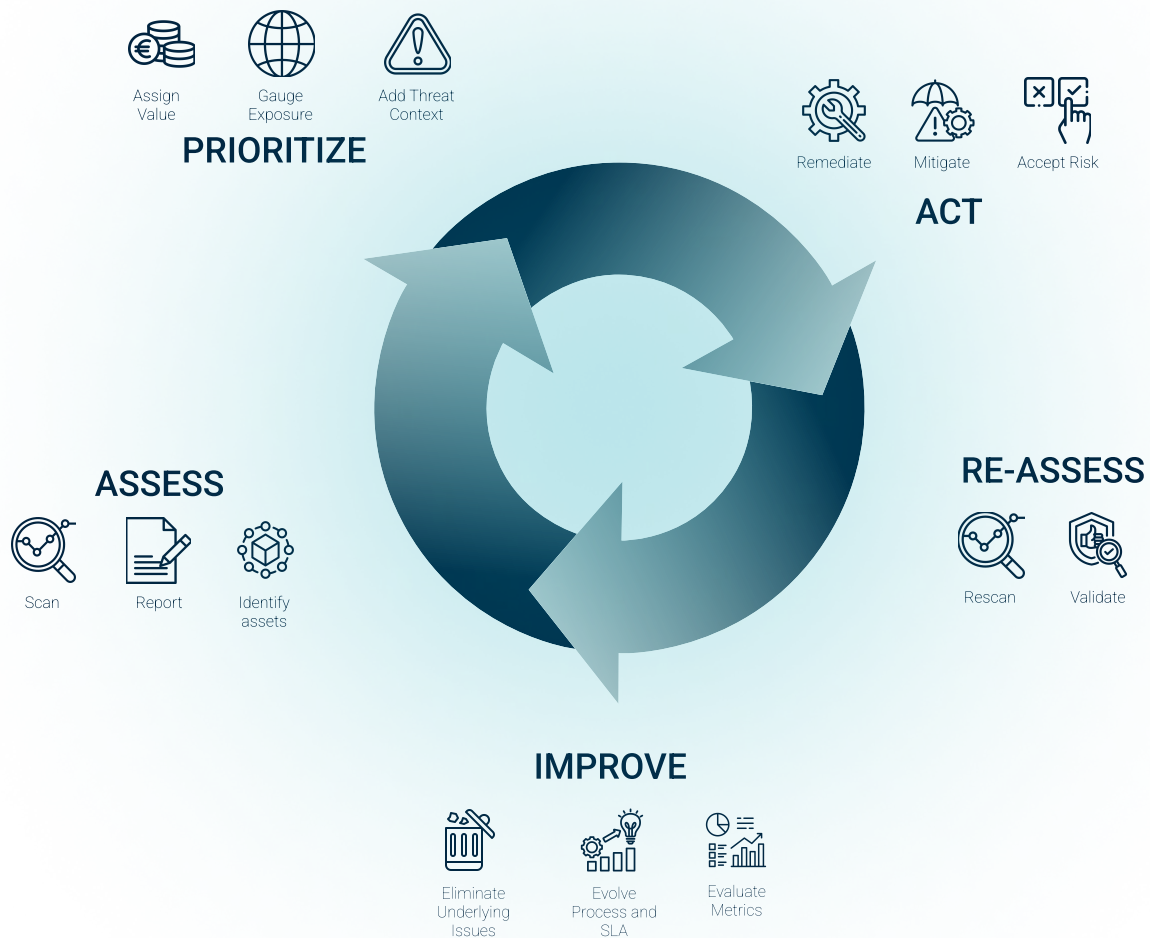 Assign
Value
Gauge
Exposure
Add Threat
Context
PRIORITIZE
Remediate
Mitigate
Accept Risk
ACT
ASSESS
Scan
Report
Identify
assets
RE-ASSESS
Rescan
Validate
IMPROVE
Eliminate
Underlying
Issues
Evolve
Process and
SLA
Evaluate
Metrics